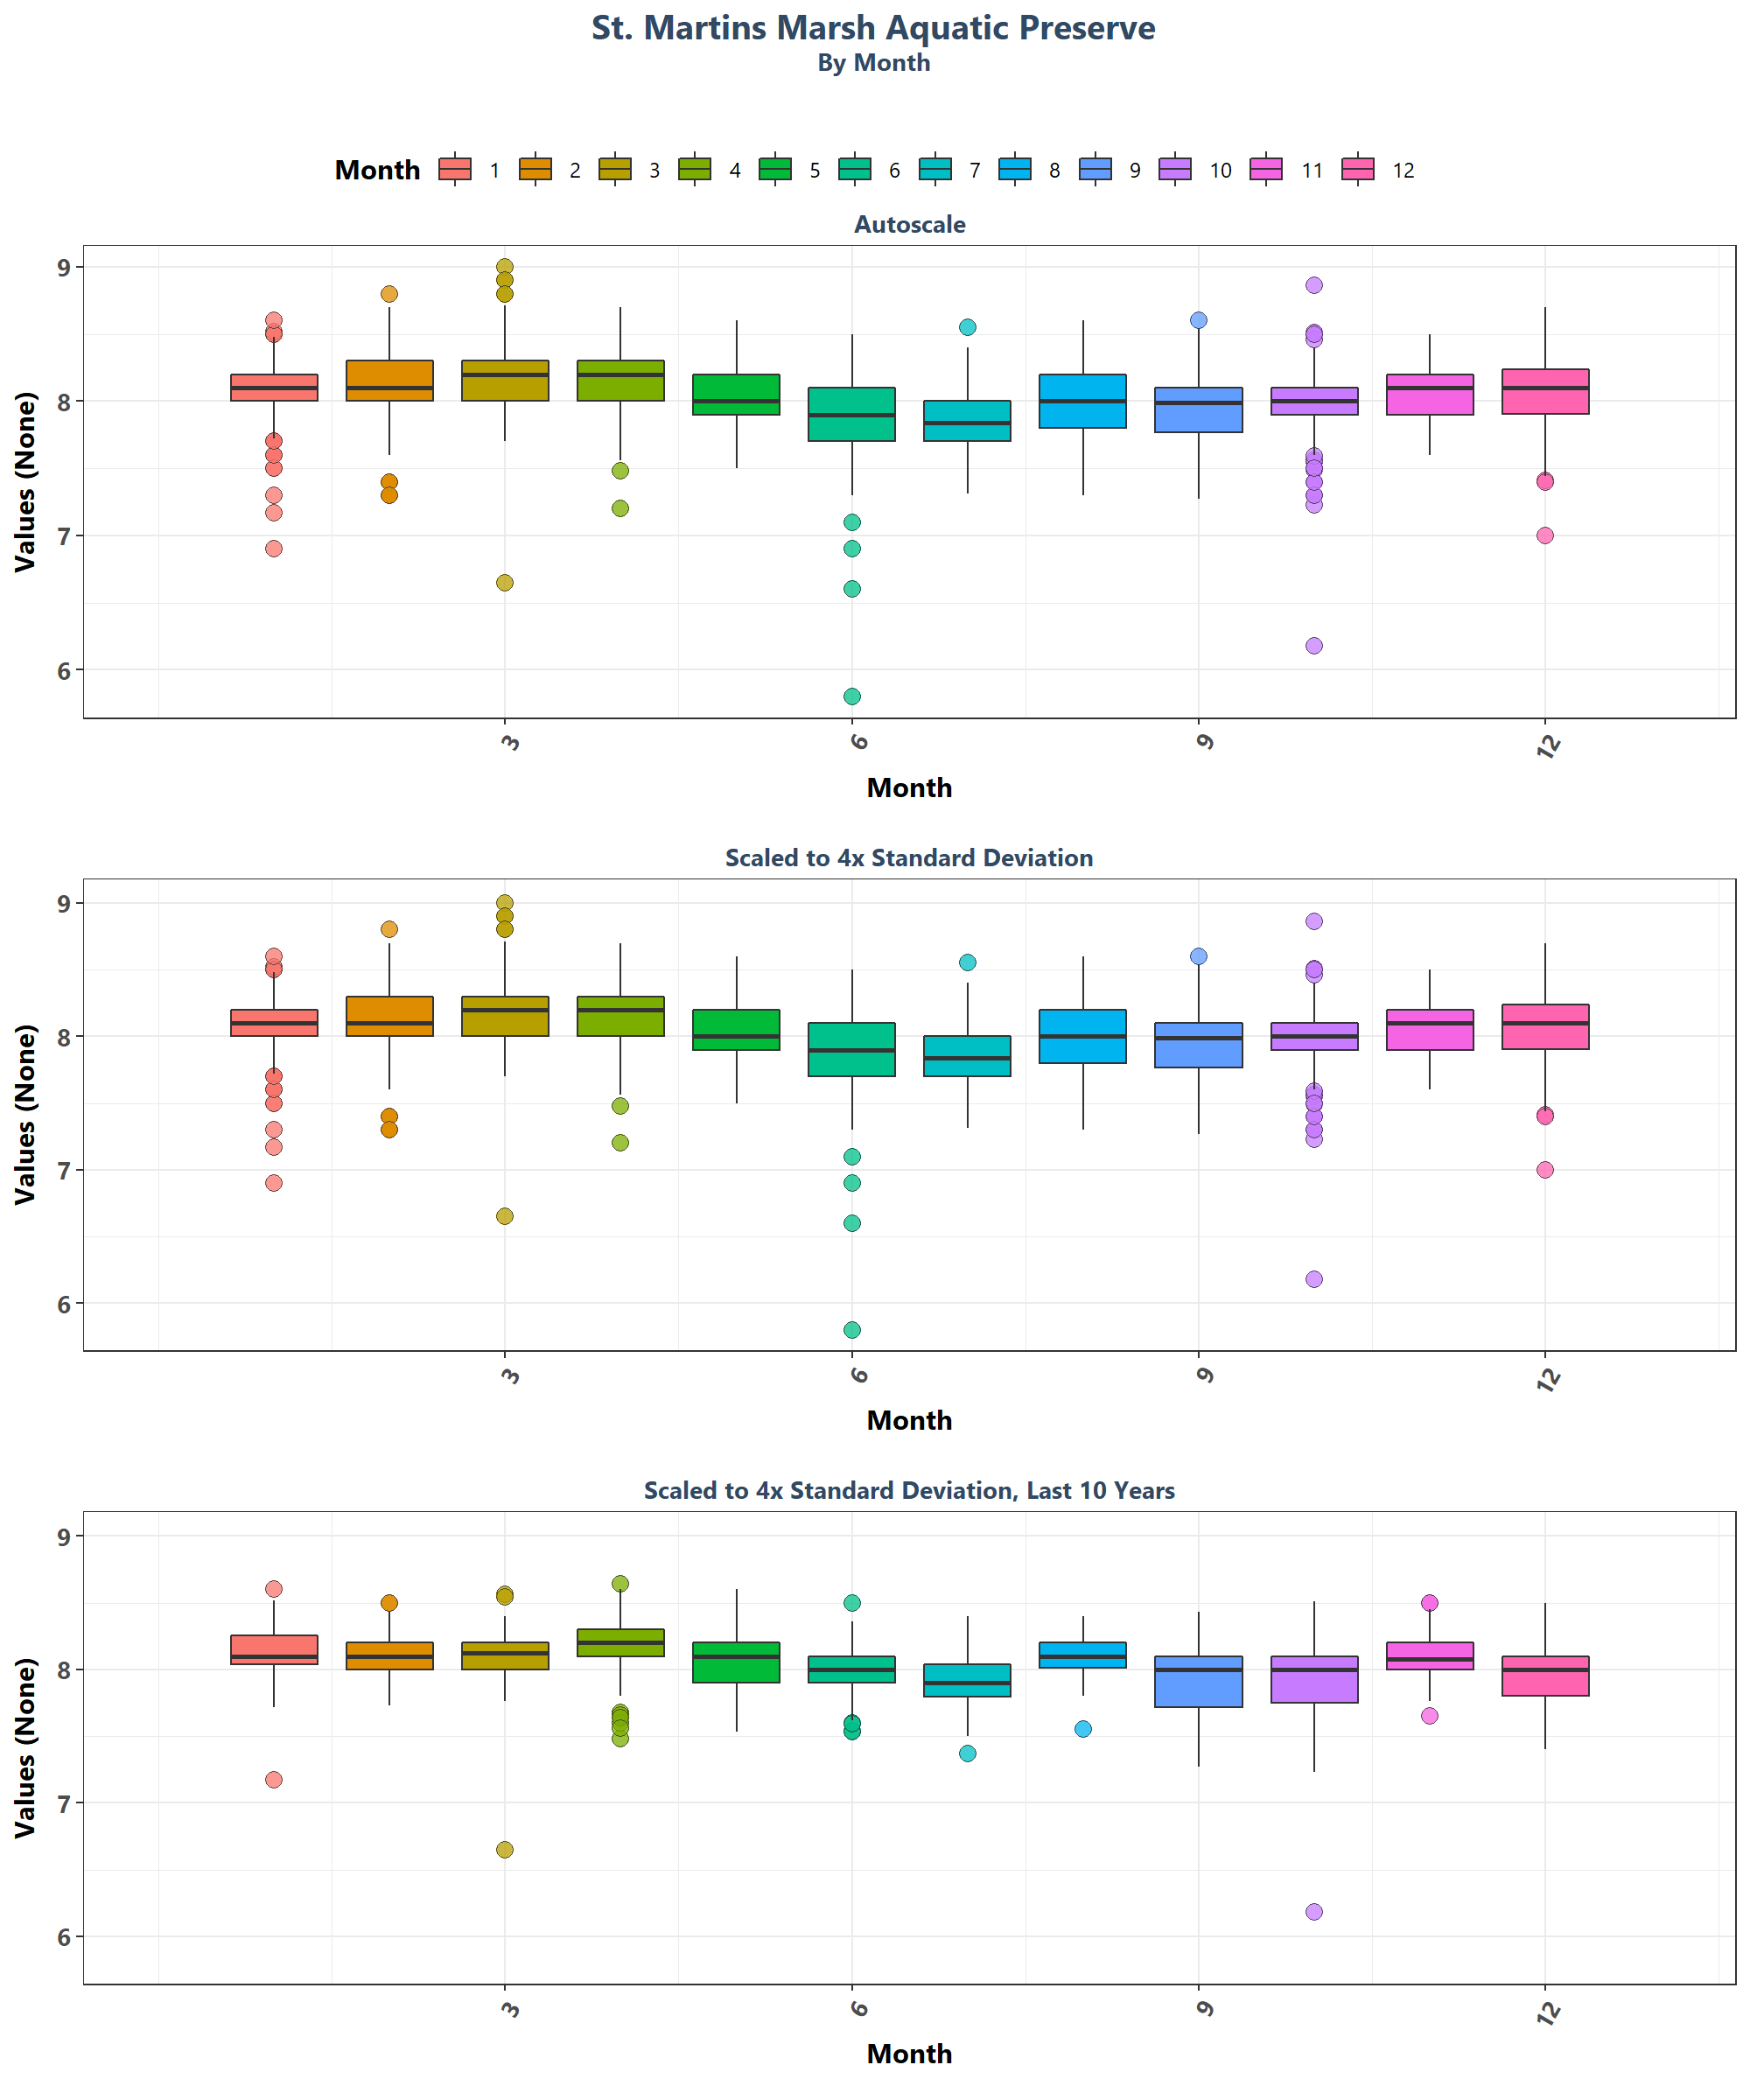 St. Martins Marsh Aquatic Preserve
By Month
Month 1 2 3 4 5 6 7 8 9 10 11 12
Autoscale
Values (None)
9
8
7
6
3 6 9 12
Month
Scaled to 4x Standard Deviation
Values (None)
9
8
7
6
3 6 9 12
Month
Scaled to 4x Standard Deviation, Last 10 Years
Values (None)
9
8
7
6
3 6 9 12
Month